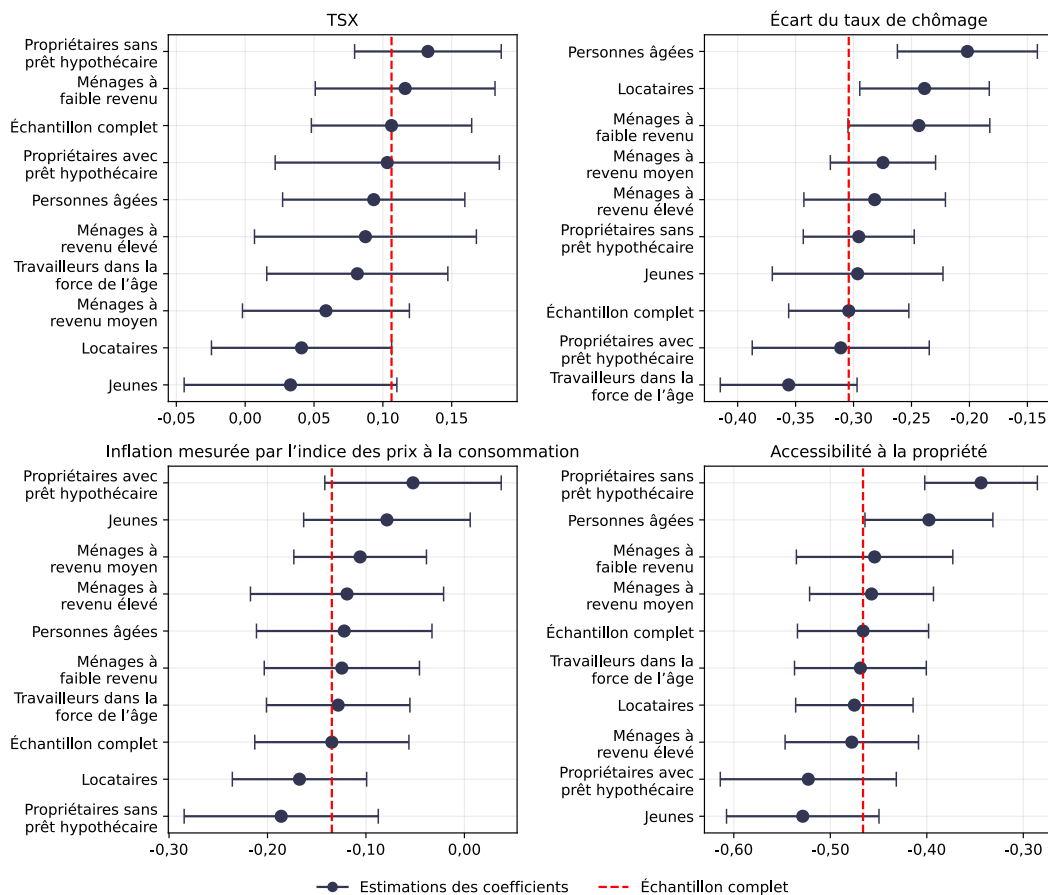 TSX
Propriétaires sans
prêt hypothécaire
Ménages à
faible revenu
Échantillon complet
Propriétaires avec
prêt hypothécaire
Personnes âgées
Ménages à
revenu élevé
Travailleurs dans la
force de l’âge
Ménages à
revenu moyen
Locataires
Jeunes
-0,05 0,00 0,05 0,10 0,15
Écart du taux de chômage
Personnes âgées
Locataires
Ménages à
faible revenu
Ménages à
revenu moyen
Ménages à
revenu élevé
Propriétaires sans
prêt hypothécaire
Jeunes
Échantillon complet
Propriétaires avec
prêt hypothécaire
Travailleurs dans la
force de l’âge
-0,40 -0,35 -0,30 -0,25 -0,20 -0,15
Inflation mesurée par l’indice des prix à la consommation
Propriétaires avec
prêt hypothécaire
Jeunes
Ménages à
revenu moyen
Ménages à
revenu élevé
Personnes âgées
Ménages à
faible revenu
Travailleurs dans la
force de l’âge
Échantillon complet
Locataires
Propriétaires sans
prêt hypothécaire
-0,30 -0,20 -0,10 0,00
Accessibilité à la propriété
Propriétaires sans
prêt hypothécaire
Personnes âgées
Ménages à
faible revenu
Ménages à
revenu moyen
Échantillon complet
Travailleurs dans la
force de l’âge
Locataires
Ménages à
revenu élevé
Propriétaires avec
prêt hypothécaire
Jeunes
-0,60 -0,50 -0,40 -0,30
Estimations des coefficients Échantillon complet